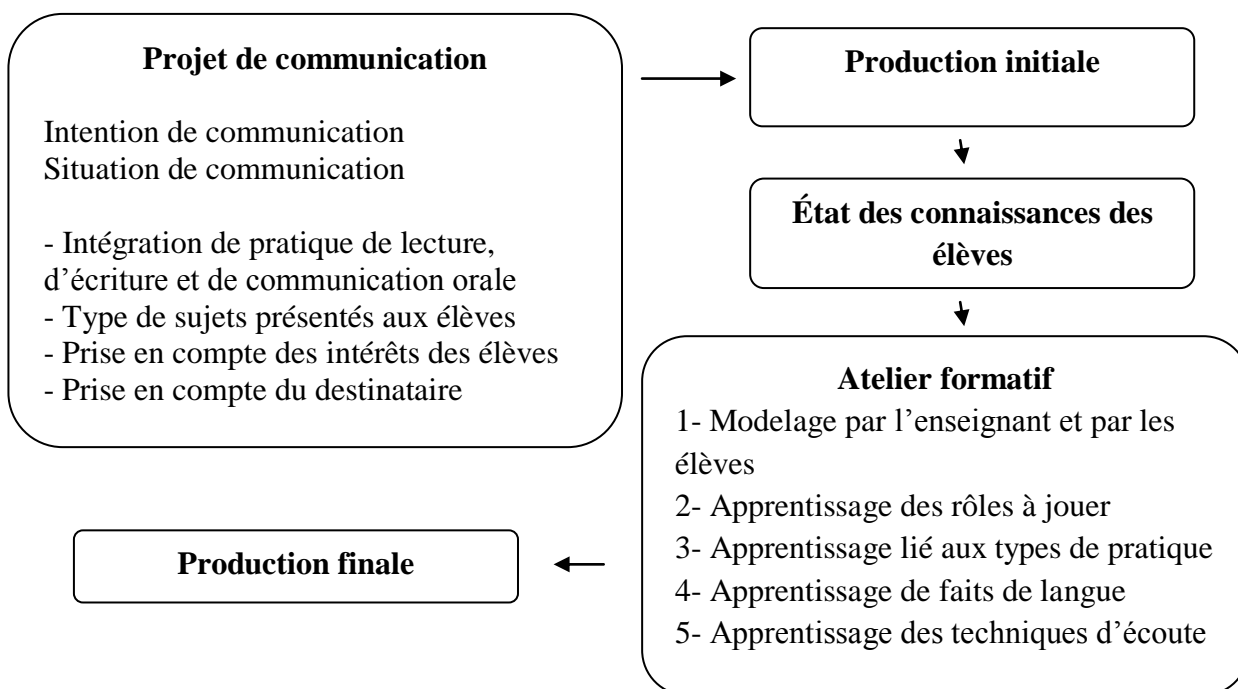 Projet de communication
Intention de communication
Situation de communication
- Intégration de pratique de lecture,
d’écriture et de communication orale
- Type de sujets présentés aux élèves
- Prise en compte des intérêts des élèves
- Prise en compte du destinataire
Production initiale
État des connaissances des
élèves
Atelier formatif
1- Modelage par l’enseignant et par les
élèves
2- Apprentissage des rôles à jouer
3- Apprentissage lié aux types de pratique
4- Apprentissage de faits de langue
5- Apprentissage des techniques d’écoute
Production finale